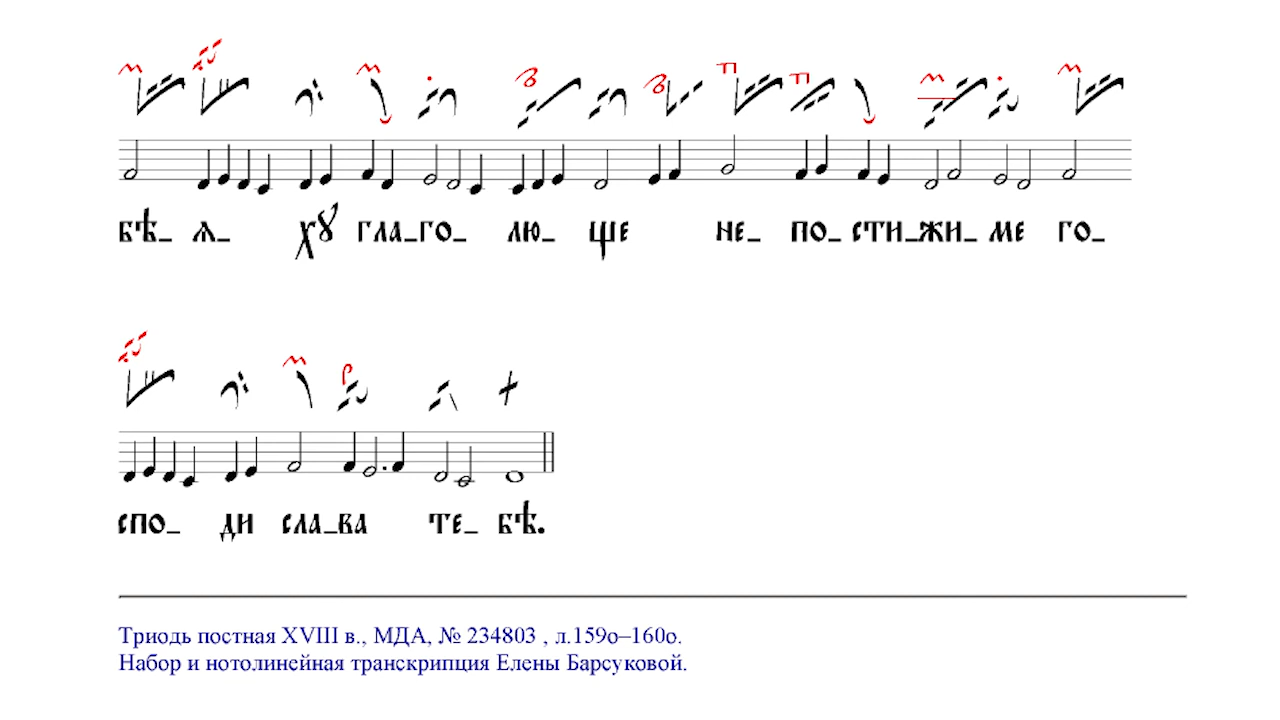 бѣ_ я_ хꙋ гла_го_ лю_ ще не_ по_ сти_жи_ ме го_
спо_ ди сла_ва те_ бѣ.
Триодь постная XVIII в., МДА, № 234803 , л.159о–160о.
Набор и нотолинейная транскрипция Елены Барсуковой.